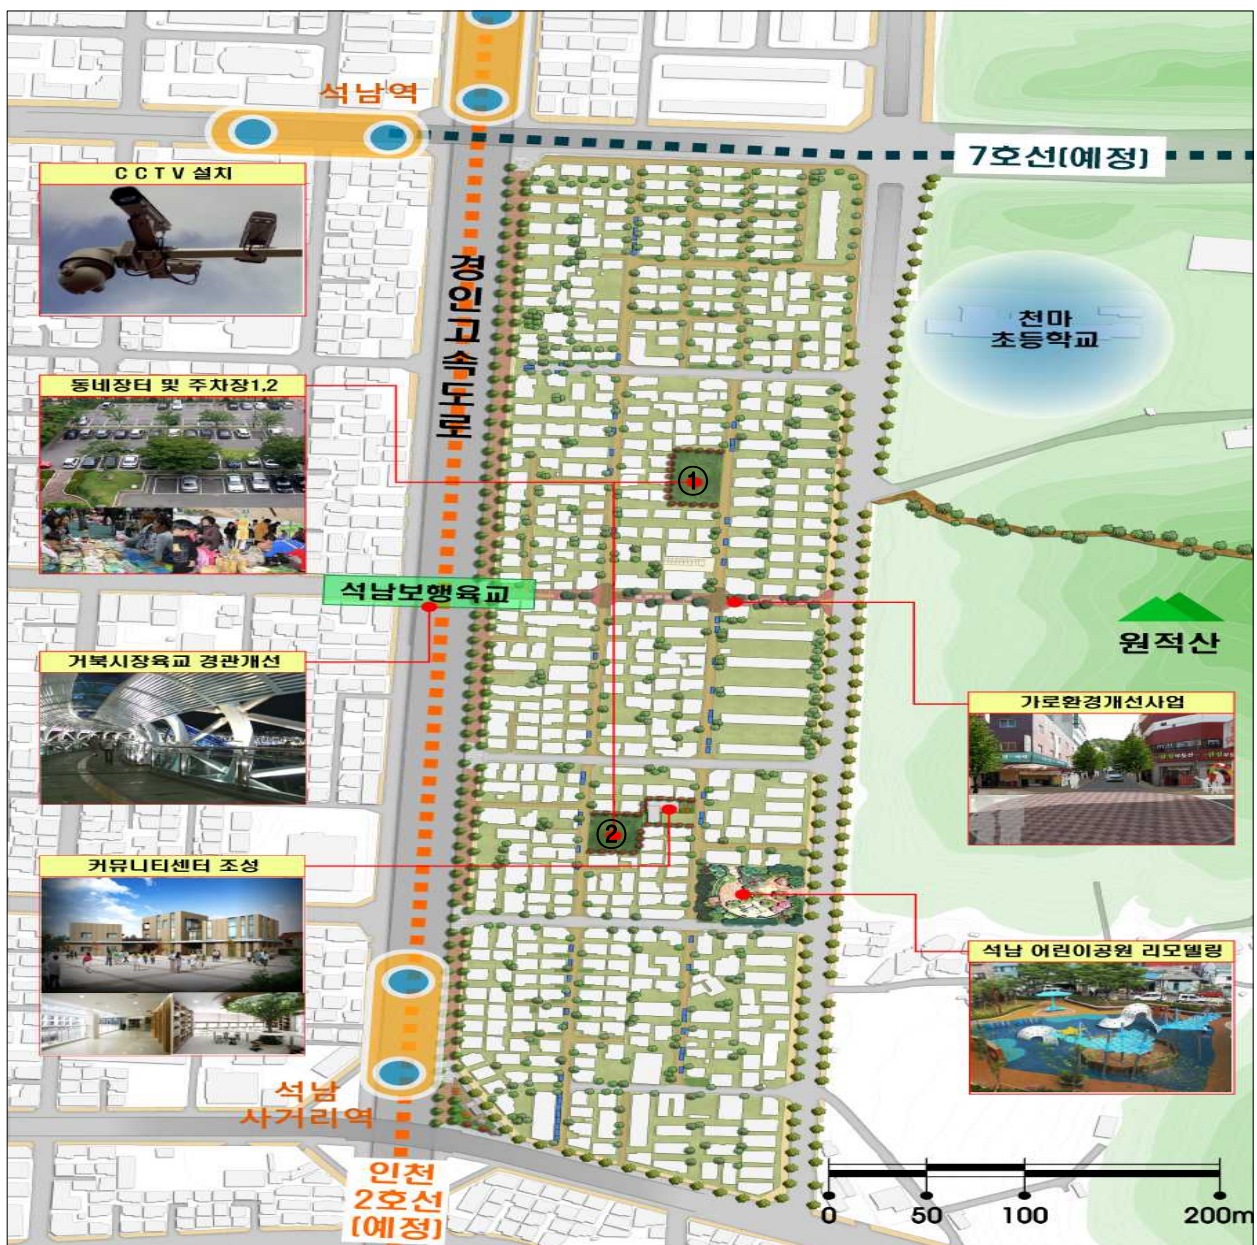 석남역
7호선(예정)
CCTV 설치
경인고속도로
천마
초등학교
동네장터 및 주차장1,2
①
석남보행육교
원적산
거북시장육교 경관개선
가로환경개선사업
②
커뮤니티센터 조성
석남 어린이공원 리모델링
석남
사거리역
인천
2호선
(예정)
0 50 100 200m